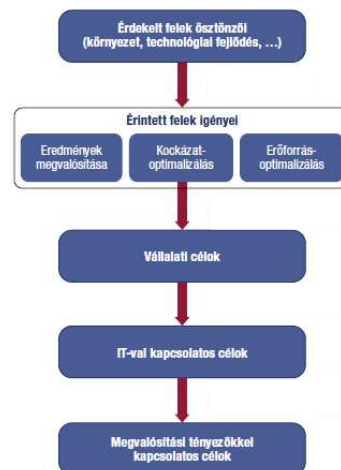 Érdekelt felek ösztönzői
(környezet, technológiai fejlődés, ...)
Érintett felek igényei
Eredmények
megvalósítása
Kockázat-
optimalizálás
Erőforrás-
optimalizálás
Vállalati célok
IT-val kapcsolatos célok
Megvalósítási tényezőkkel
kapcsolatos célok